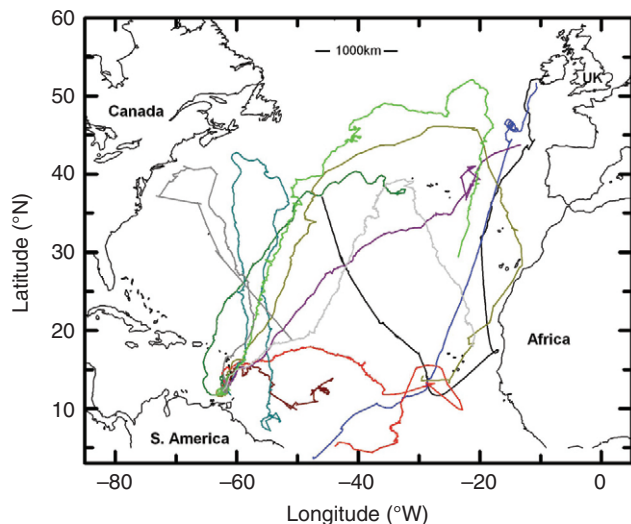 60
50
40
30
20
10
Latitude (°N)
1000km
Canada
UK
Africa
S. America
–80
–60
–40
–20
0
Longitude (°W)